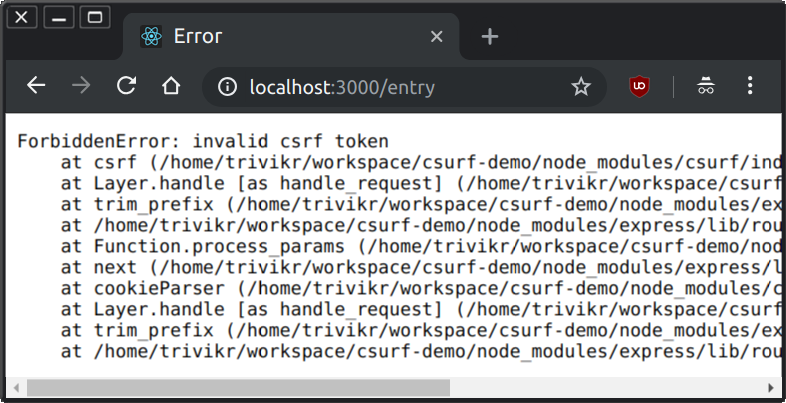 Error
localhost:3000/entry
ForbiddenError: invalid csrf token
at csrf (/home/trivikr/workspace/csurf-demo/node_modules/csurf/ind
at Layer.handle [as handle_request] (/home/trivikr/workspace/csurf
at trim_prefix (/home/trivikr/workspace/csurf-demo/node_modules/ex
at /home/trivikr/workspace/csurf-demo/node_modules/express/lib/rou
at Function.process_params (/home/trivikr/workspace/csurf-demo/nod
at next (/home/trivikr/workspace/csurf-demo/node_modules/express/l
at cookieParser (/home/trivikr/workspace/csurf-demo/node_modules/c
at Layer.handle [as handle_request] (/home/trivikr/workspace/csurf
at trim_prefix (/home/trivikr/workspace/csurf-demo/node_modules/ex
at /home/trivikr/workspace/csurf-demo/node_modules/express/lib/rou